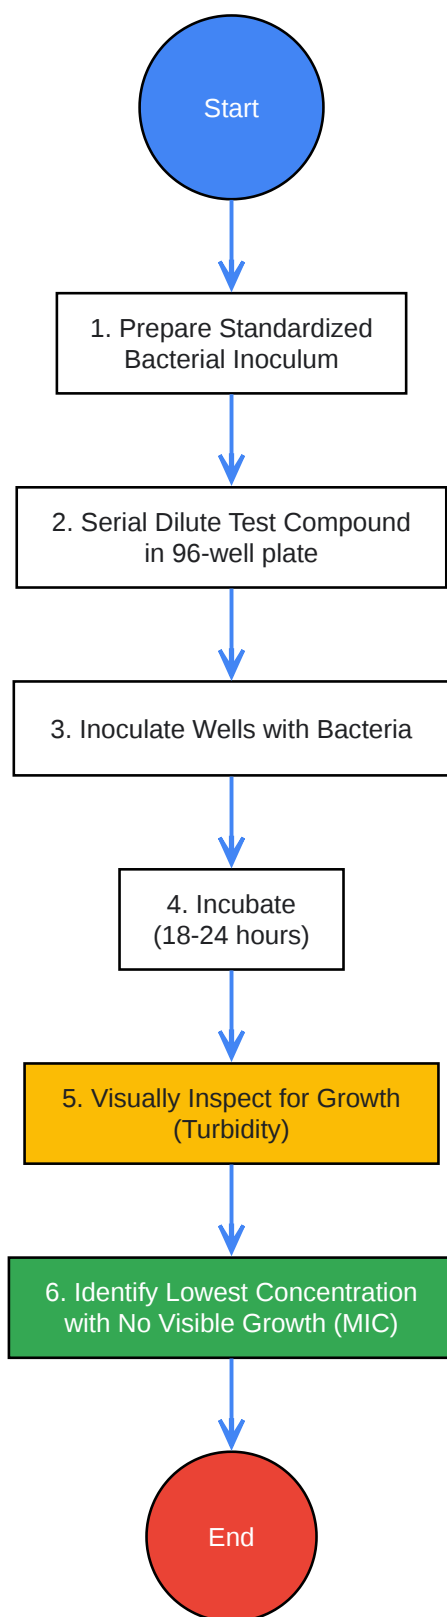 Start
1. Prepare Standardized
Bacterial Inoculum
2. Serial Dilute Test Compound
in 96-well plate
3. Inoculate Wells with Bacteria
4. Incubate
(18-24 hours)
5. Visually Inspect for Growth
(Turbidity)
6. Identify Lowest Concentration
with No Visible Growth (MIC)
End